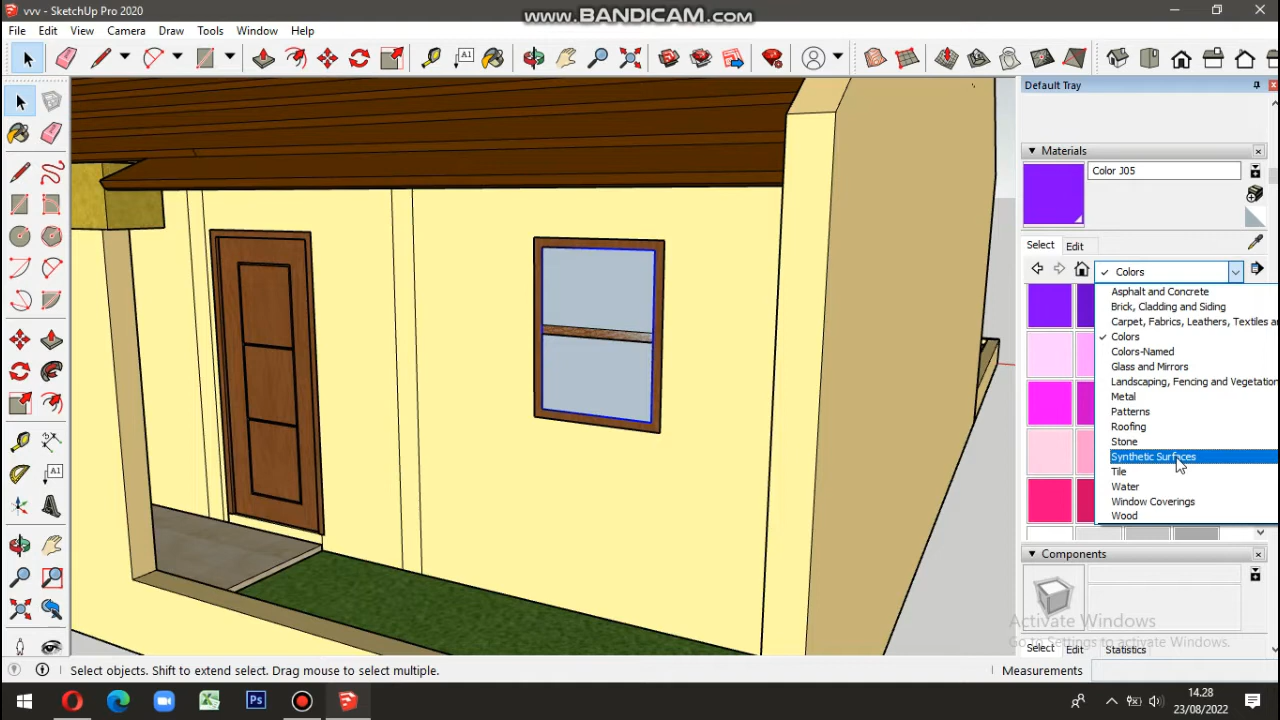 vvv - SketchUp Pro 2020
www.BANDICAM.com
File Edit View Camera Draw Tools Window Help
Default Tray
Materials
Color J05
Select Edit
Colors
Asphalt and Concrete
Brick, Cladding and Siding
Carpet, Fabrics, Leathers, Textiles a
Colors
Colors-Named
Glass and Mirrors
Landscaping, Fencing and Vegetation
Metal
Patterns
Roofing
Stone
Synthetic Surfaces
Tile
Water
Window Coverings
Wood
Components
Activate Windows
Go to Settings to activate Windows.
Select Edit Statistics
Select objects. Shift to extend select. Drag mouse to select multiple.
Measurements
Ps
14.28
23/08/2022